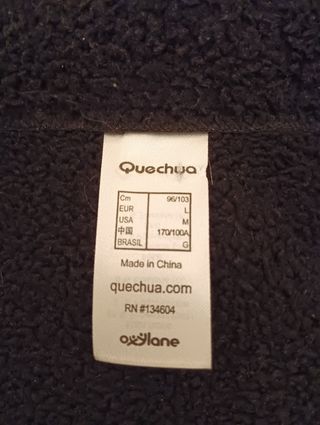 Quechua
Cm 96/103
EUR L
USA M
中国 170/100A
BRASIL G
Made in China
quechua.com
RN #134604
oxylane